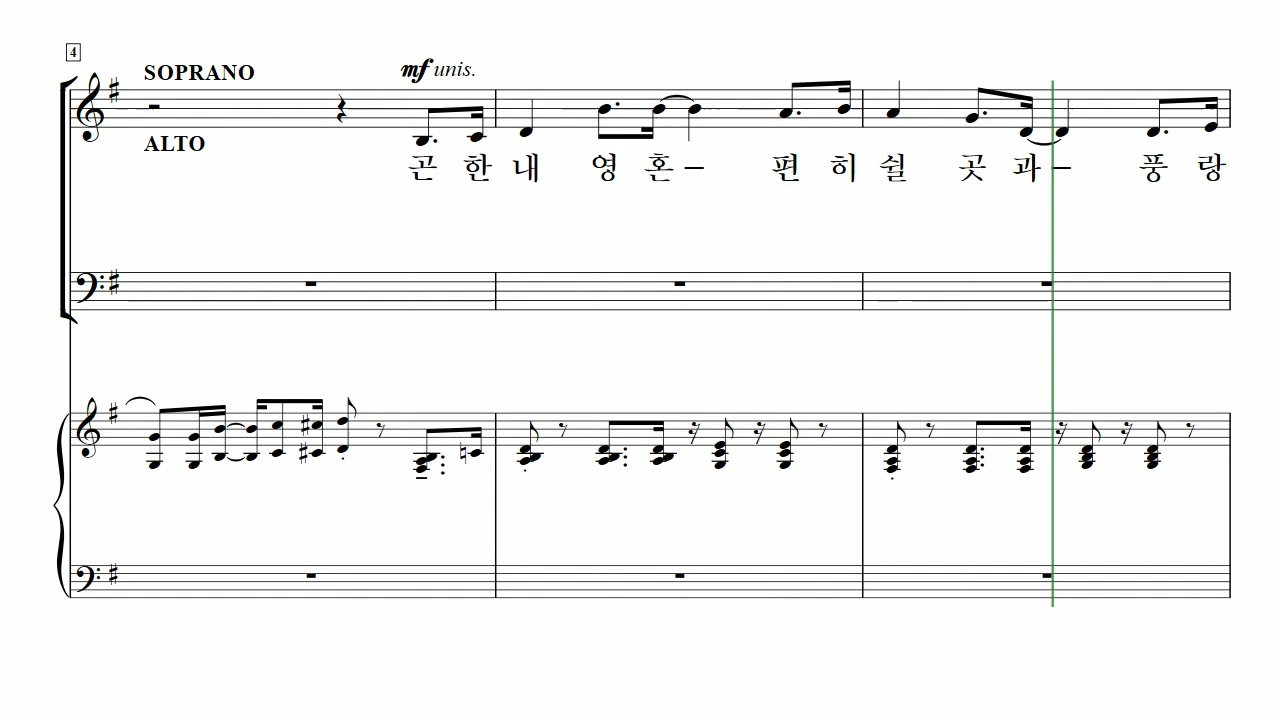 4
SOPRANO
mf unis.
ALTO
곤 한 내 영 혼 – 편 히 쉴 곳 과 – 풍 랑